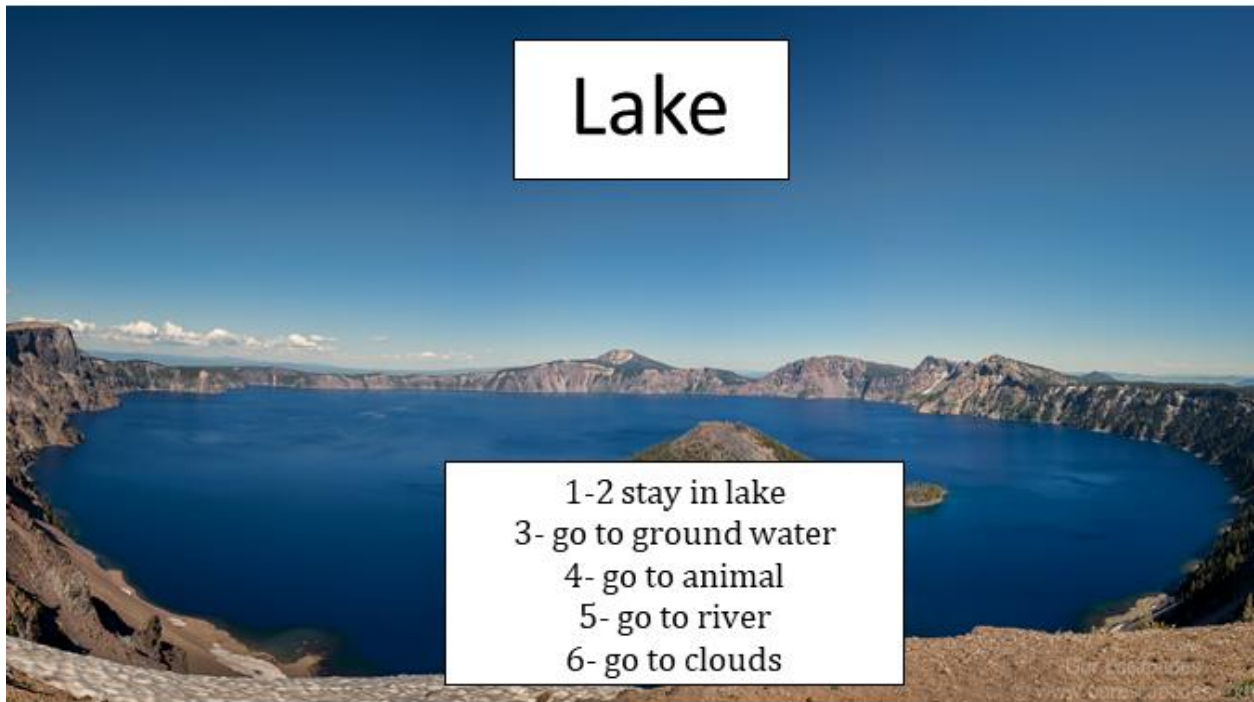 Lake
1-2 stay in lake
3- go to ground water
4- go to animal
5- go to river
6- go to clouds